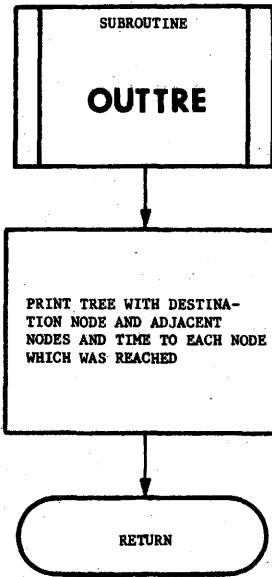 SUBROUTINE
OUTTRE
PRINT TREE WITH DESTINA-
TION NODE AND ADJACENT
NODES AND TIME TO EACH NODE
WHICH WAS REACHED
RETURN